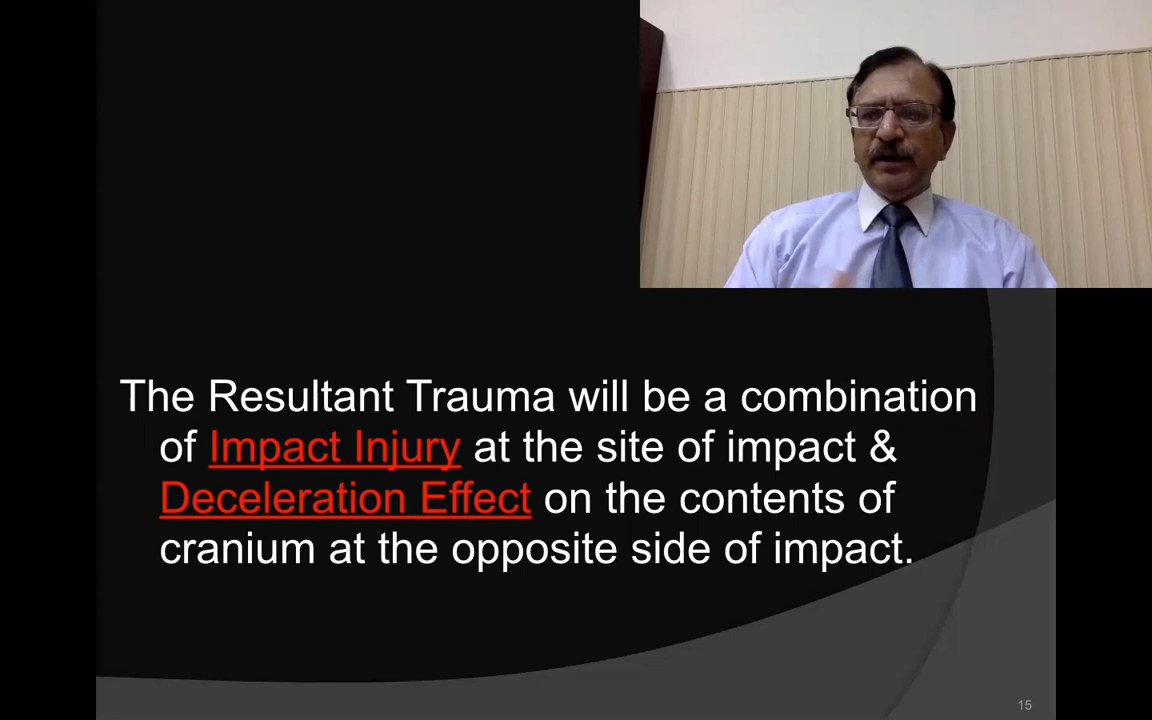 The Resultant Trauma will be a combination
of Impact Injury at the site of impact &
Deceleration Effect on the contents of
cranium at the opposite side of impact.
15